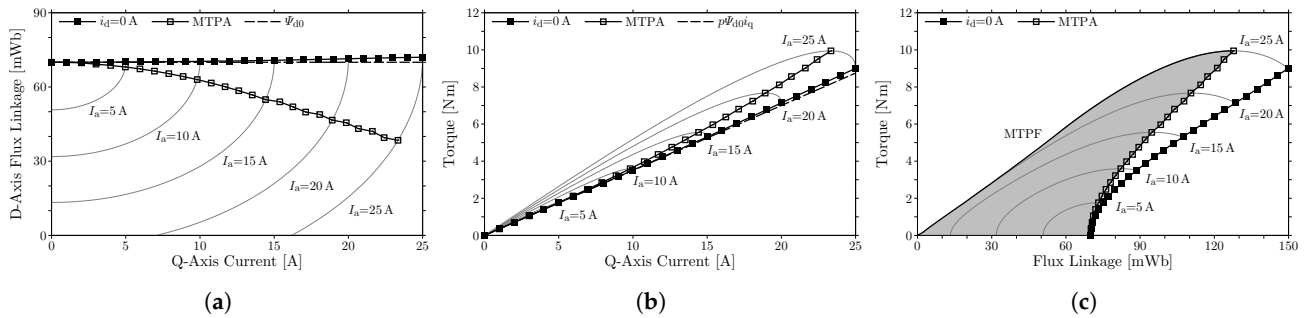 i_d=0 A MTPA Ψ_d0
90
60
30
0
D-Axis Flux Linkage [mWb]
I_a=5 A
I_a=10 A
I_a=15 A
I_a=20 A
I_a=25 A
0 5 10 15 20 25
Q-Axis Current [A]
(a)
i_d=0 A MTPA pΨ_d0 i_q
12
10
8
6
4
2
0
Torque [Nm]
I_a=25 A
I_a=20 A
I_a=15 A
I_a=10 A
I_a=5 A
0 5 10 15 20 25
Q-Axis Current [A]
(b)
i_d=0 A MTPA
12
10
8
6
4
2
0
Torque [Nm]
I_a=25 A
I_a=20 A
MTPF
I_a=15 A
I_a=10 A
I_a=5 A
0 30 60 90 120 150
Flux Linkage [mWb]
(c)